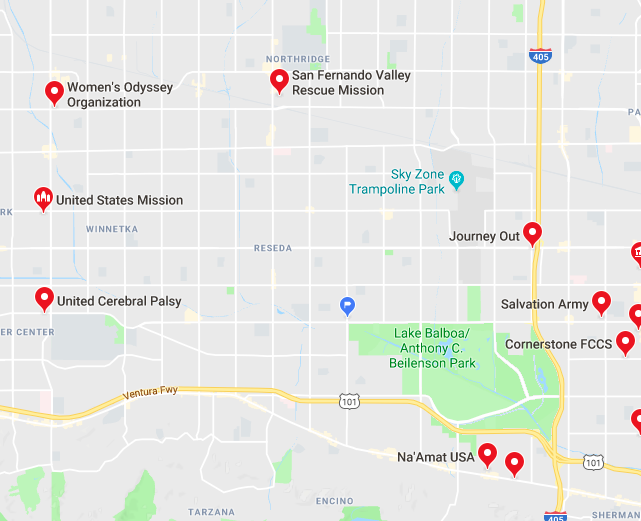 NORTHRIDGE
405
Women's Odyssey
Organization
San Fernando Valley
Rescue Mission
PA
Sky Zone
Trampoline Park
United States Mission
RK
WINNETKA
Journey Out
RESEDA
United Cerebral Palsy
Salvation Army
ER CENTER
Lake Balboa/
Anthony C.
Beilenson Park
Cornerstone FCCS
Ventura Fwy
101
Na'Amat USA
101
ENCINO
TARZANA
SHERMAN
405